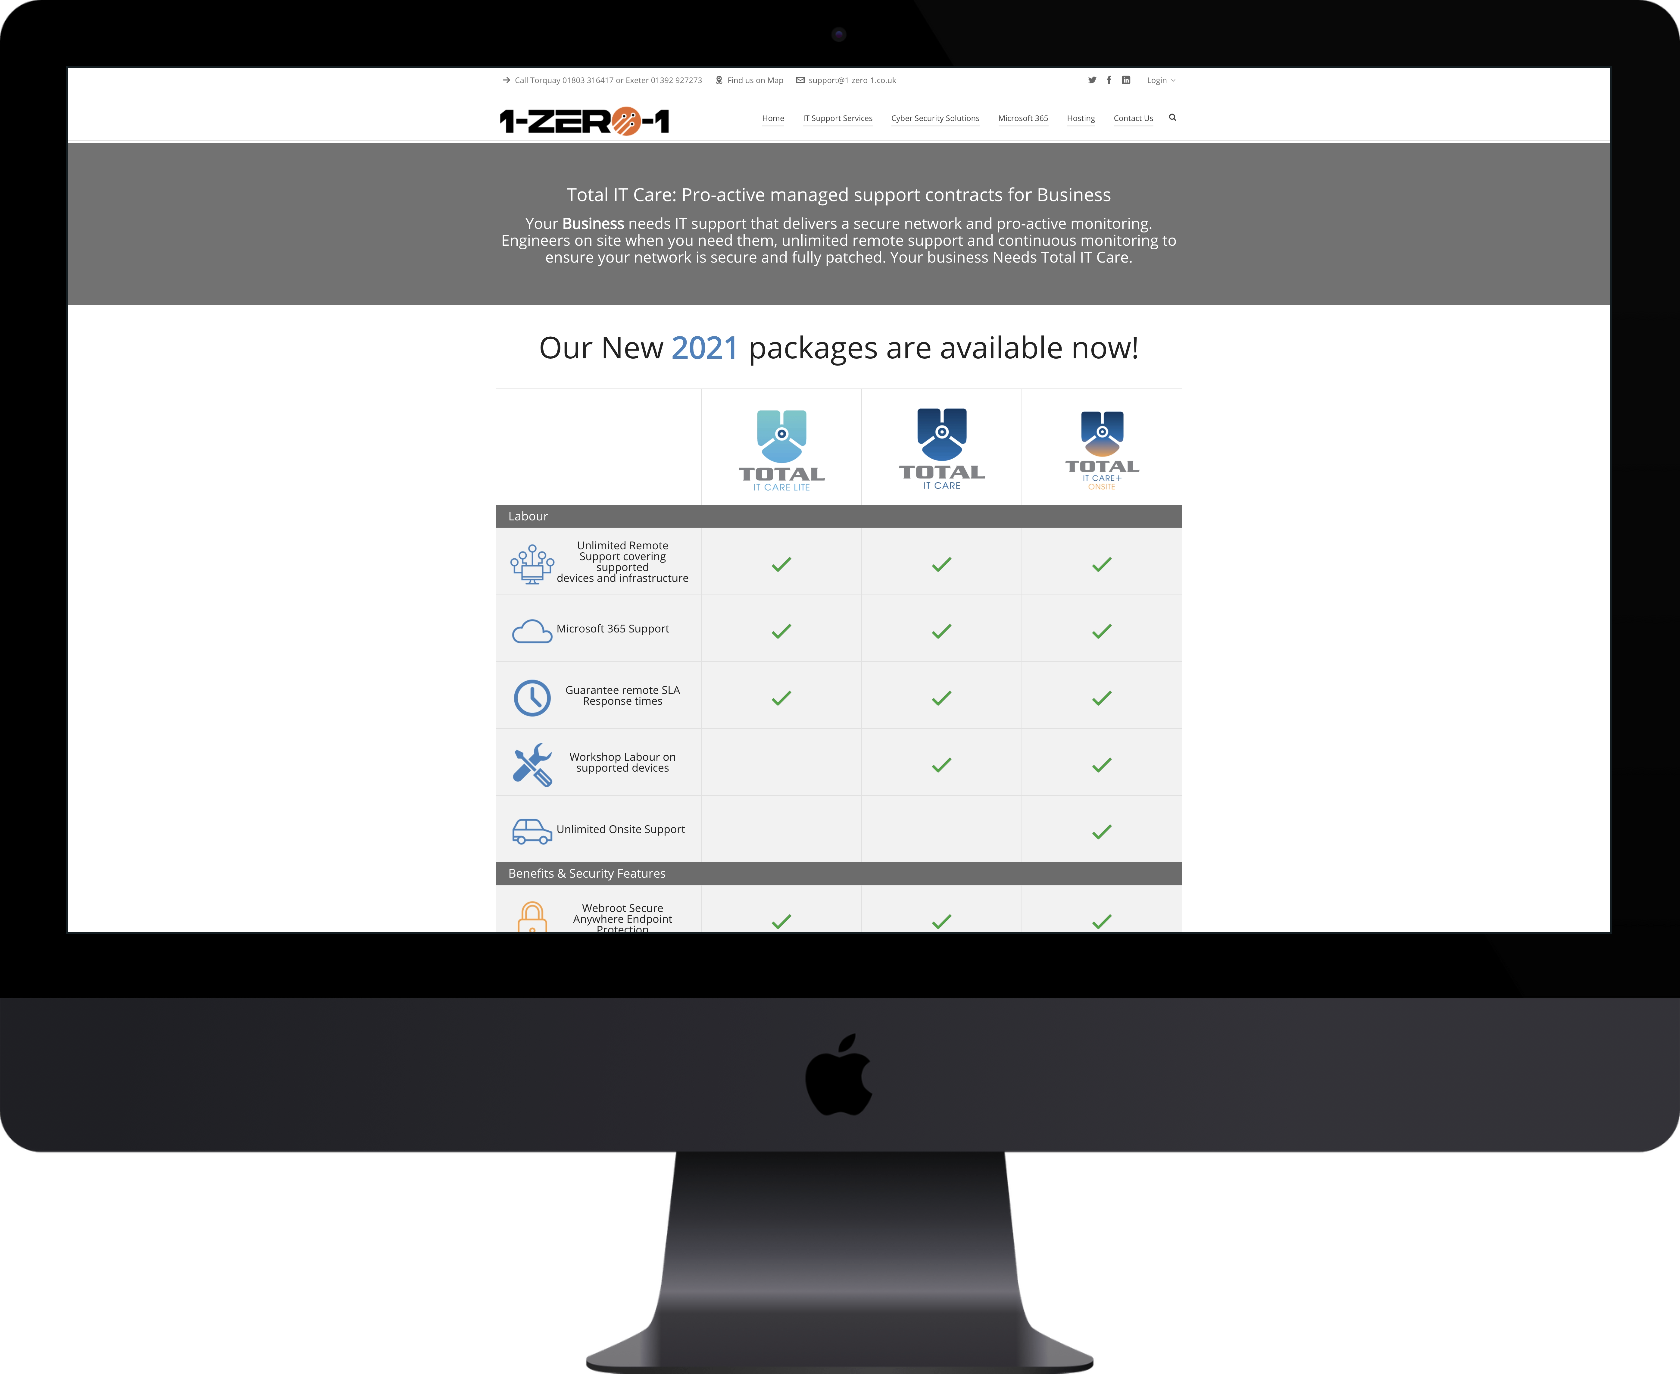 Call Torquay 01803 316417 or Exeter 01392 927273 Find us on Map support@1-zero-1.co.uk Login
1-ZERO-1
Home IT Support Services Cyber Security Solutions Microsoft 365 Hosting Contact Us
Total IT Care: Pro-active managed support contracts for Business
Your Business needs IT support that delivers a secure network and pro-active monitoring.
Engineers on site when you need them, unlimited remote support and continuous monitoring to
ensure your network is secure and fully patched. Your business Needs Total IT Care.
Our New 2021 packages are available now!
TOTAL
IT CARE LITE
TOTAL
IT CARE
TOTAL
IT CARE+
ONSITE
Labour
Unlimited Remote
Support covering
supported
devices and infrastructure
Microsoft 365 Support
Guarantee remote SLA
Response times
Workshop Labour on
supported devices
Unlimited Onsite Support
Benefits & Security Features
Webroot Secure
Anywhere Endpoint
Protection